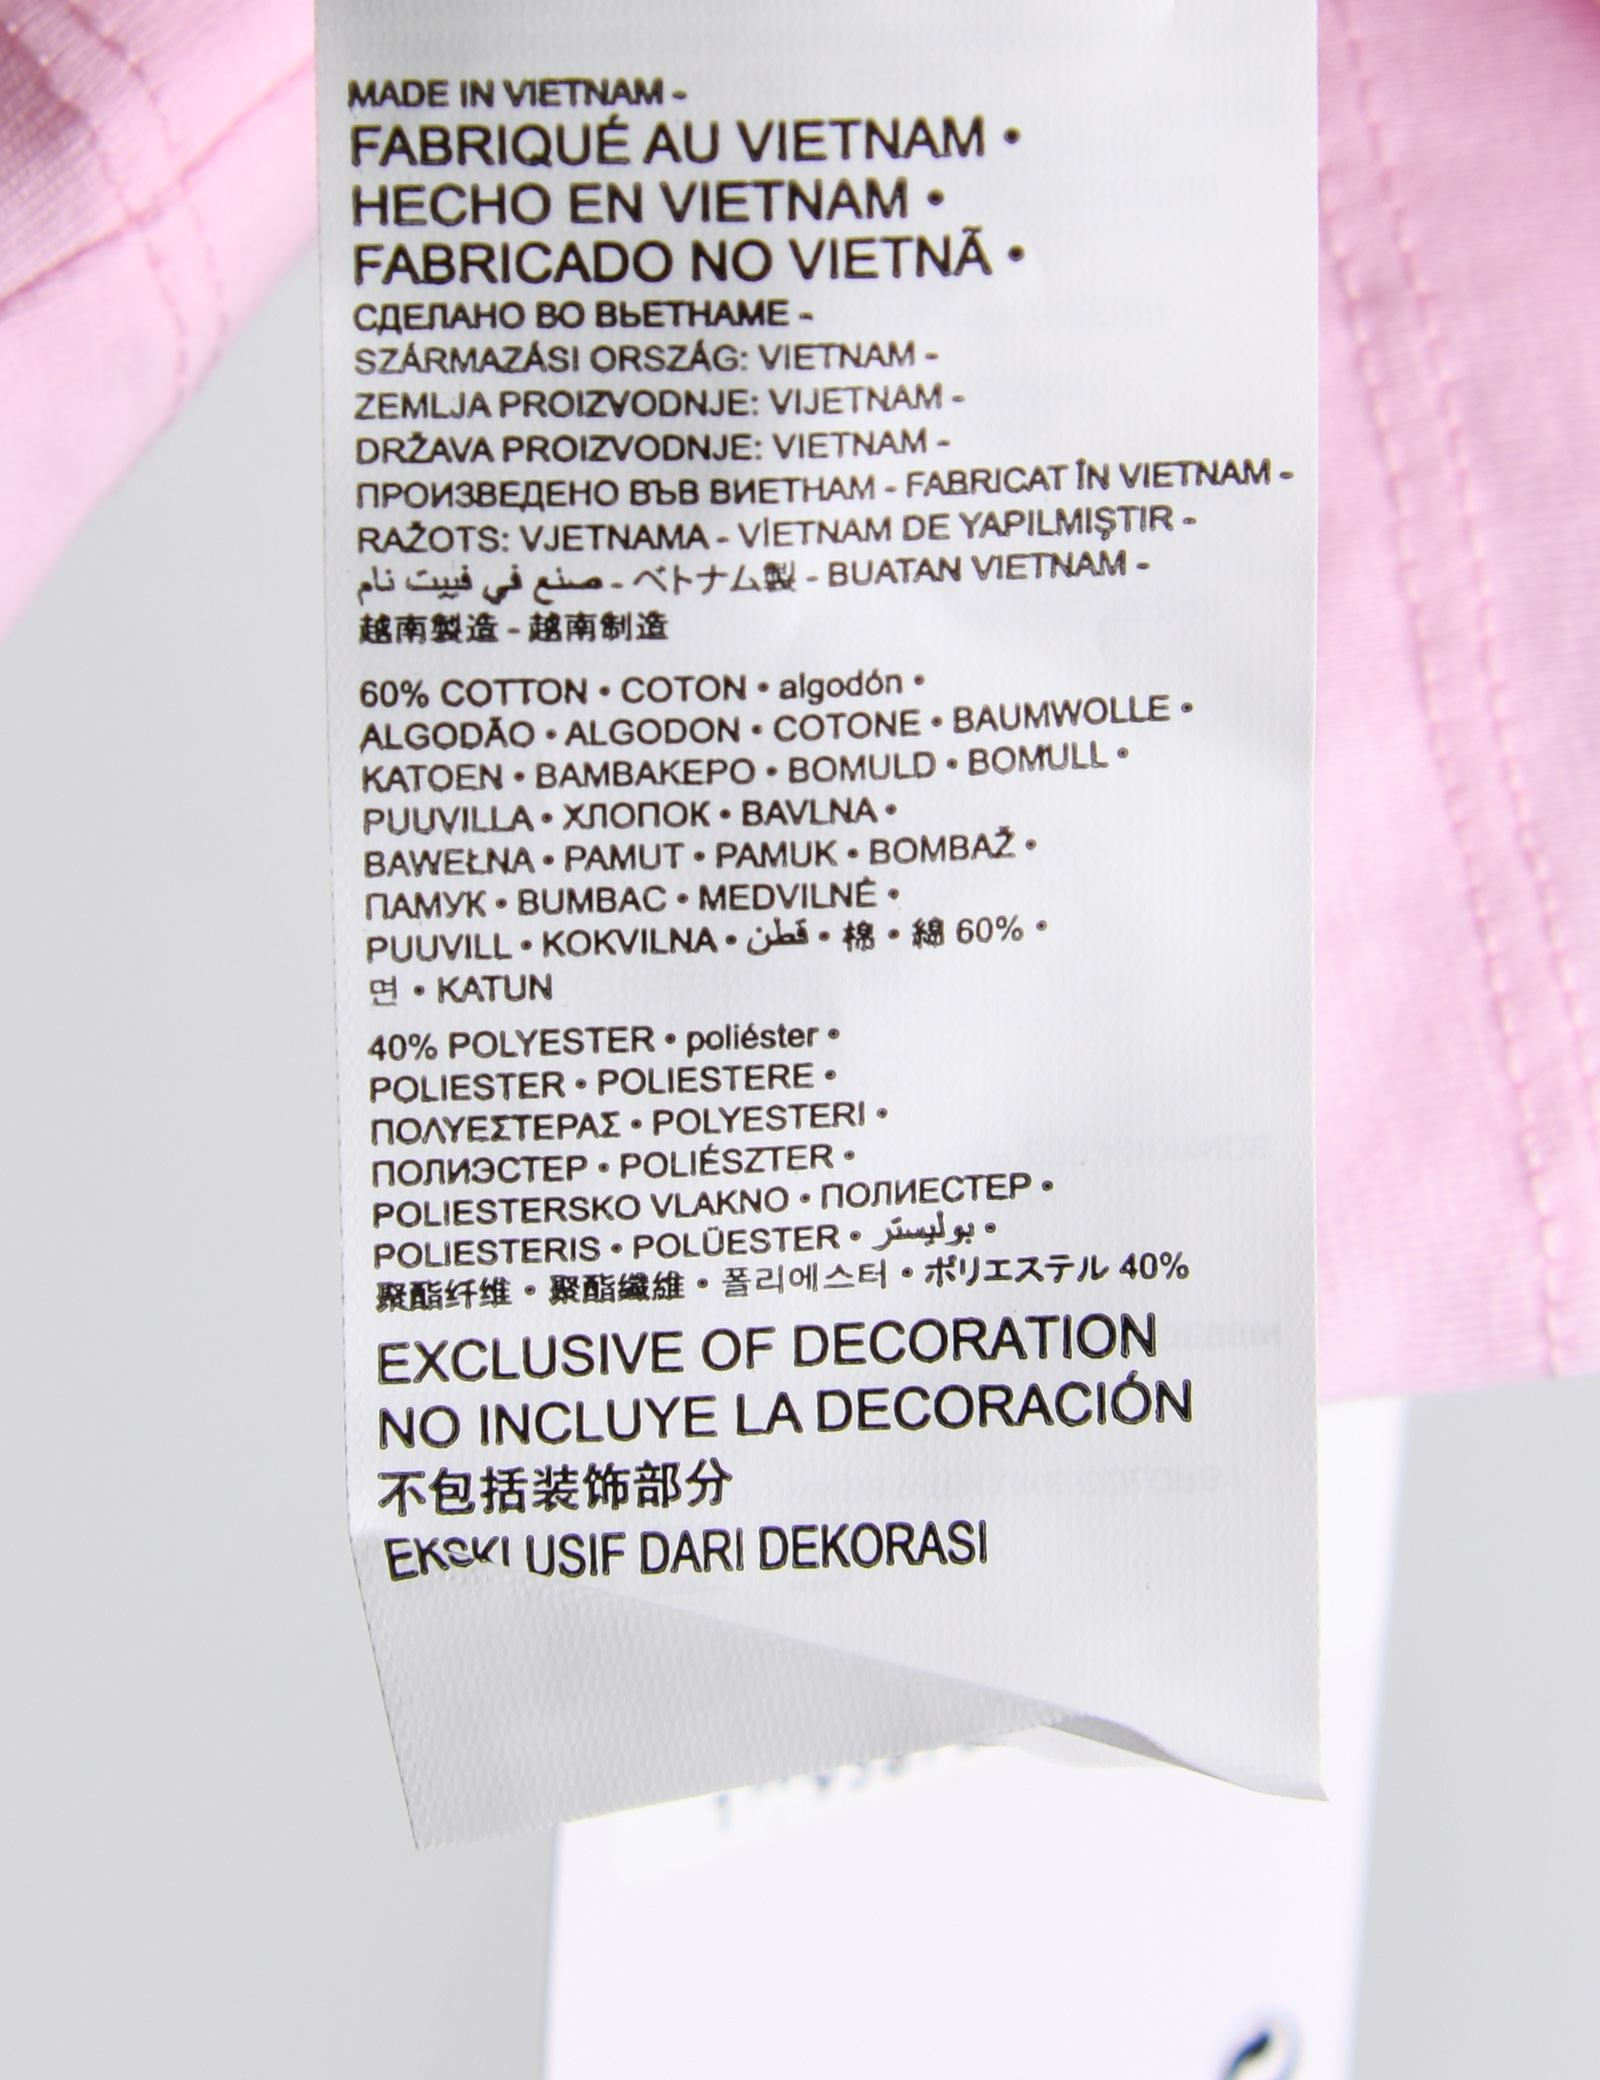 MADE IN VIETNAM -
FABRIQUÉ AU VIETNAM •
HECHO EN VIETNAM •
FABRICADO NO VIETNÃ •
СДЕЛАНО ВО ВЬЕТНАМЕ -
SZÁRMAZÁSI ORSZÁG: VIETNAM -
ZEMLJA PROIZVODNJE: VIJETNAM -
DRŽAVA PROIZVODNJE: VIETNAM -
ПРОИЗВЕДЕНО ВЪВ ВИЕТНАМ - FABRICAT ÎN VIETNAM -
RAŽOTS: VJETNAMA - VİETNAM DE YAPILMIŞTIR -
صنع في فييت نام - ベトナム製 - BUATAN VIETNAM -
越南製造 - 越南制造
60% COTTON • COTON • algodón •
ALGODÃO • ALGODON • COTONE • BAUMWOLLE •
KATOEN • ΒΑΜΒΑΚΕΡΟ • BOMULD • BOMULL •
PUUVILLA • ХЛОПОК • BAVLNA •
BAWEŁNA • PAMUT • PAMUK • BOMBAŽ •
ПАМУК • BUMBAC • MEDVILNĖ •
PUUVILL • KOKVILNA • قطن • 棉 • 綿 60% •
면 • KATUN
40% POLYESTER • poliéster •
POLIESTER • POLIESTERE •
ΠΟΛΥΕΣΤΕΡΑΣ • POLYESTERI •
ПОЛИЭСТЕР • POLIÉSZTER •
POLIESTERSKO VLAKNO • ПОЛИЕСТЕР •
POLIESTERIS • POLÜESTER • بوليستر •
聚酯纤维 • 聚酯纖維 • 폴리에스터 • ポリエステル 40%
EXCLUSIVE OF DECORATION
NO INCLUYE LA DECORACIÓN
不包括装饰部分
EKSKLUSIF DARI DEKORASI